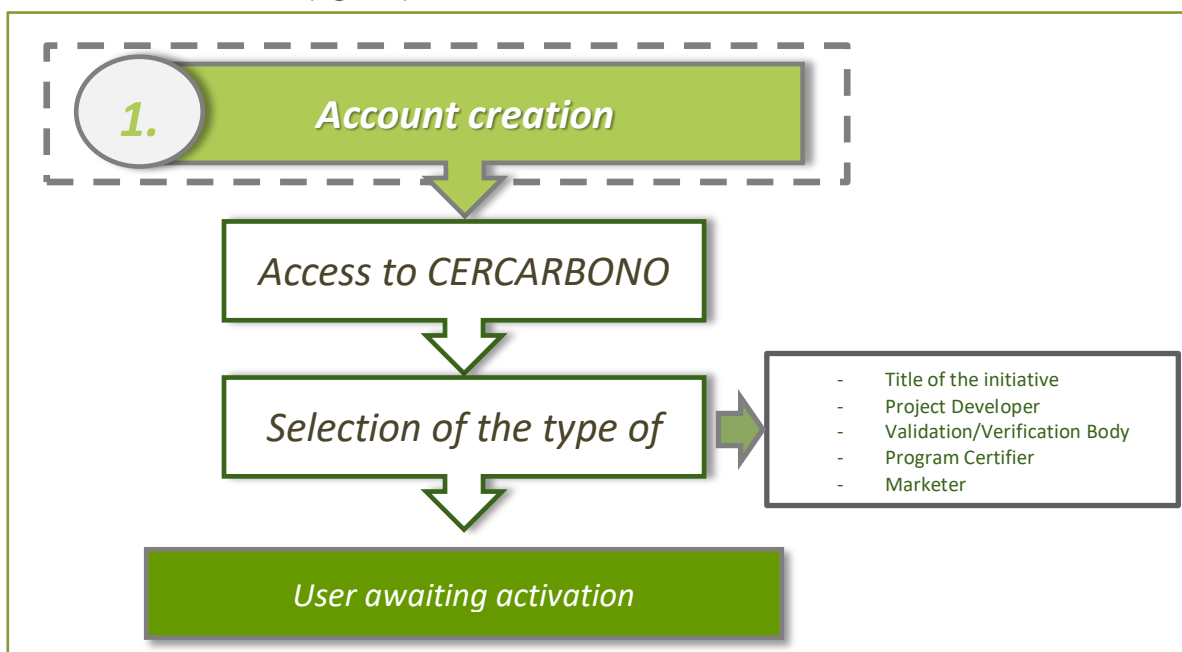 1.
Account creation
Access to CERCARBONO
Selection of the type of
- Title of the initiative
- Project Developer
- Validation/Verification Body
- Program Certifier
- Marketer
User awaiting activation